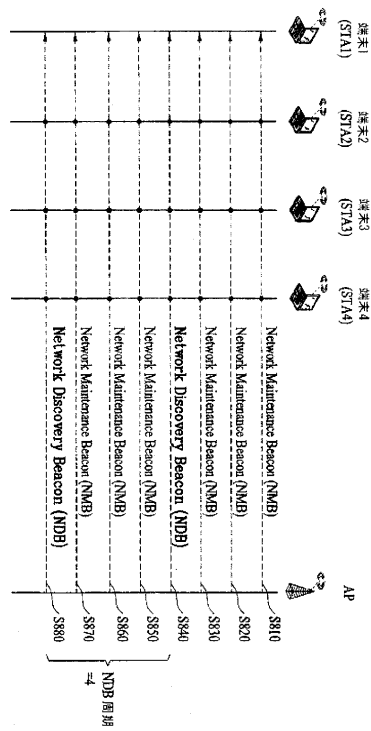 端末1
(STA1)
端末2
(STA2)
端末3
(STA3)
端末4
(STA4)
AP
Network Maintenance Beacon (NMB)
S810
Network Maintenance Beacon (NMB)
S820
Network Maintenance Beacon (NMB)
S830
Network Discovery Beacon (NDB)
S840
Network Maintenance Beacon (NMB)
S850
Network Maintenance Beacon (NMB)
S860
Network Maintenance Beacon (NMB)
S870
Network Discovery Beacon (NDB)
S880
NDB周期
=4